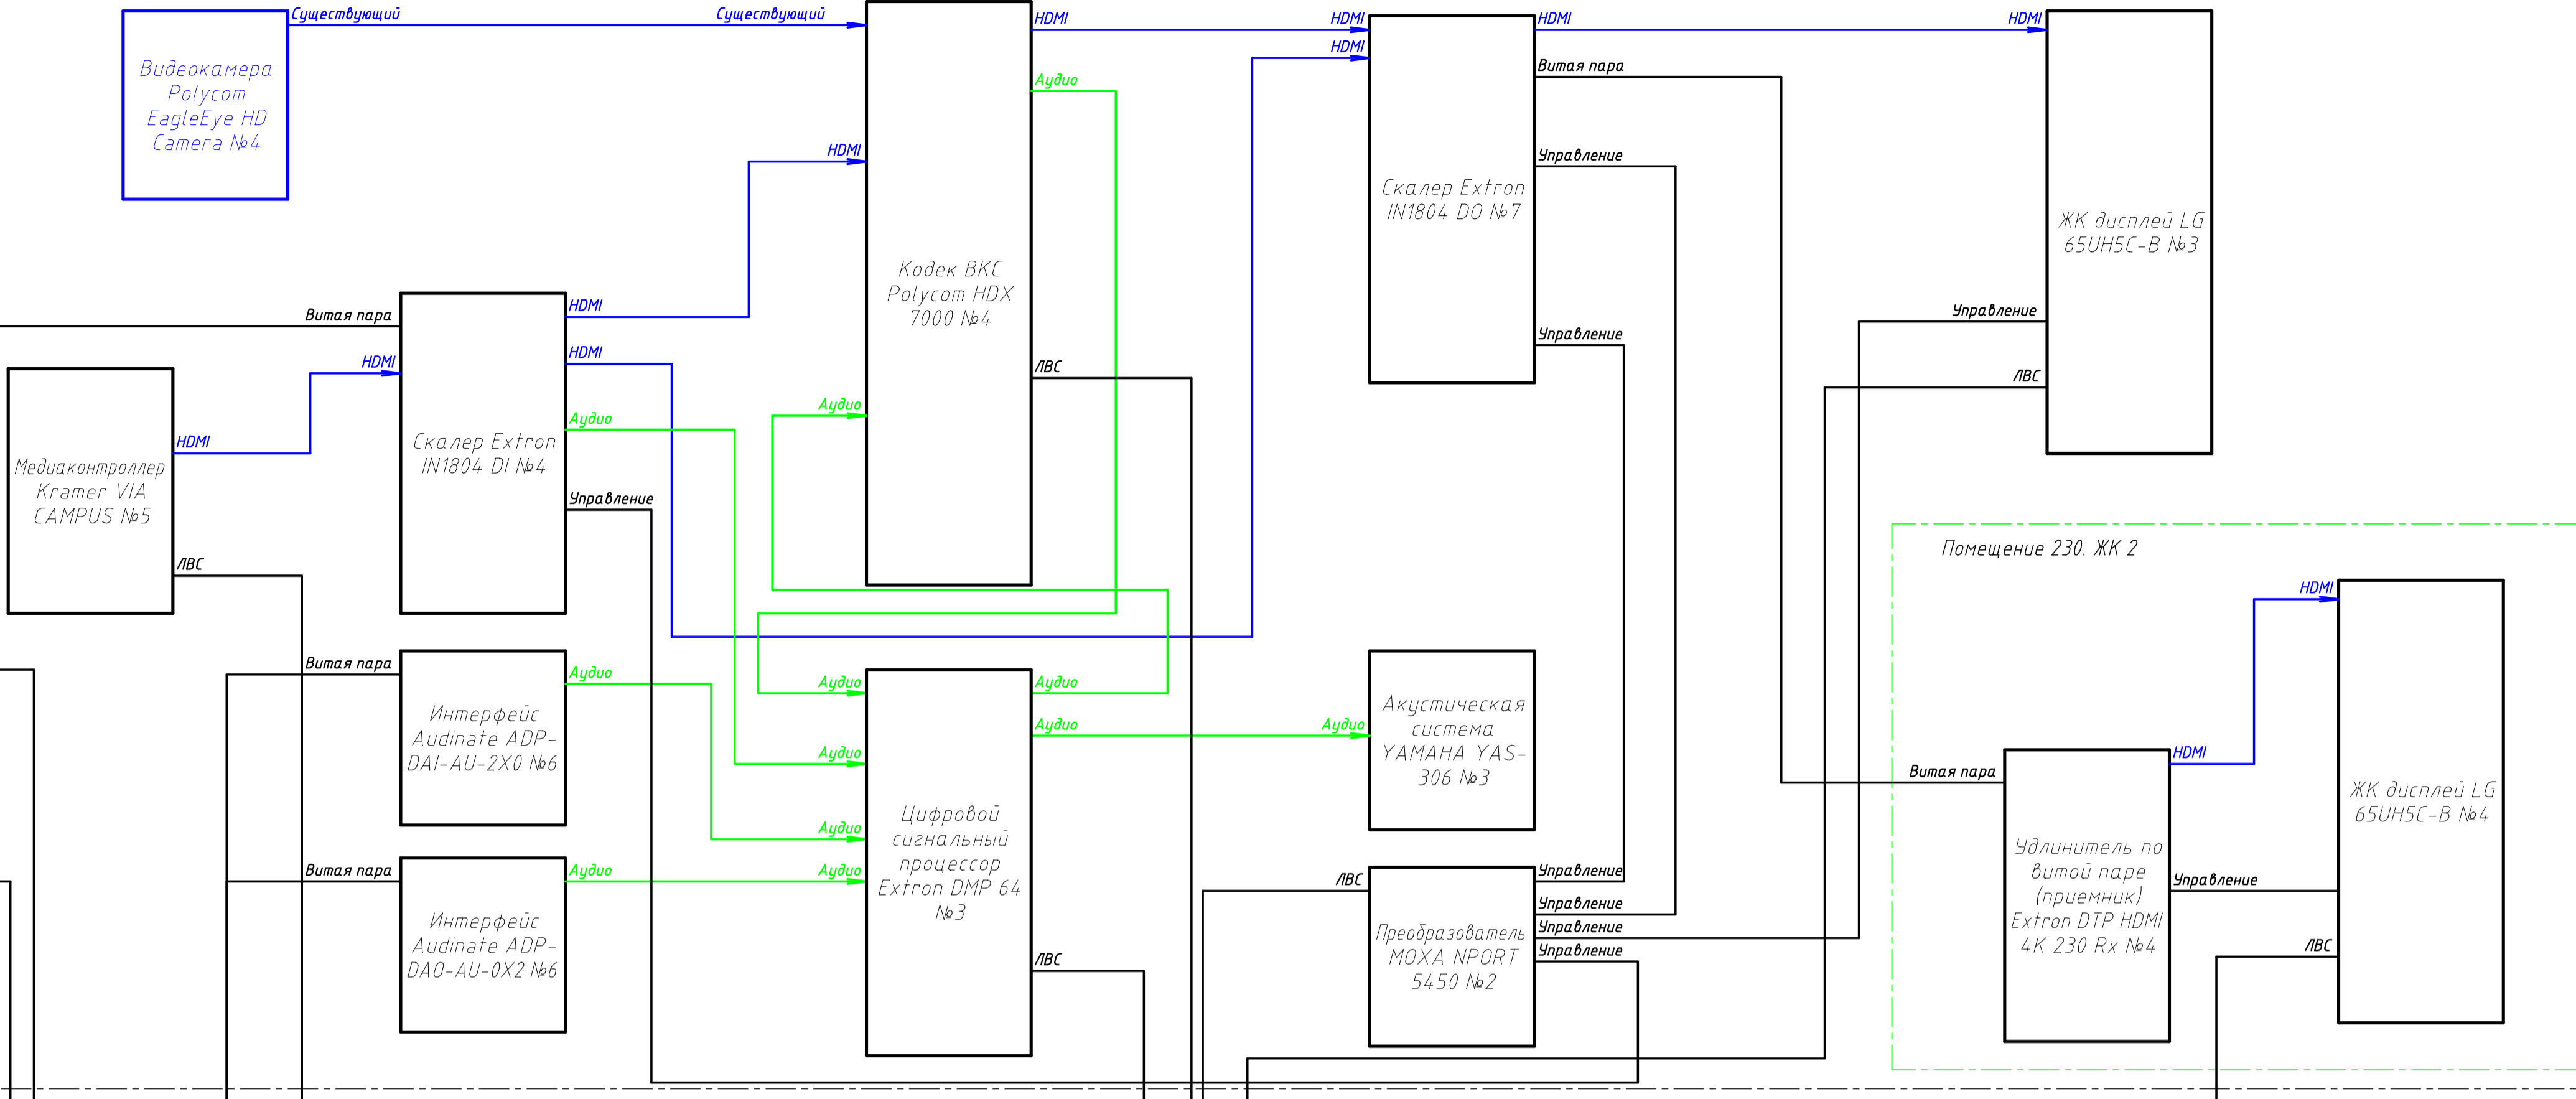 Существующий
Существующий
Видеокамера
Polycom
EagleEye HD
Camera №4
HDMI
HDMI
HDMI
HDMI
HDMI
Аудио
Витая пара
HDMI
Управление
Скалер Extron
IN1804 DO №7
Управление
ЖК дисплей LG
65UH5C-B №3
Управление
ЛВС
Кодек ВКС
Polycom HDX
7000 №4
ЛВС
Аудио
Витая пара
HDMI
HDMI
HDMI
Аудио
Скалер Extron
IN1804 DI №4
Управление
HDMI
Медиаконтроллер
Kramer VIA
CAMPUS №5
ЛВС
Помещение 230. ЖК 2
HDMI
ЖК дисплей LG
65UH5C-B №4
HDMI
Витая пара
Удлинитель по
витой паре
(приемник)
Extron DTP HDMI
4K 230 Rx №4
Управление
ЛВС
Витая пара
Аудио
Интерфейс
Audinate ADP-
DAI-AU-2X0 №6
Витая пара
Аудио
Интерфейс
Audinate ADP-
DAO-AU-0X2 №6
Аудио
Аудио
Аудио
Аудио
Аудио
Аудио
Аудио
Цифровой
сигнальный
процессор
Extron DMP 64
№3
ЛВС
Акустическая
система
YAMAHA YAS-
306 №3
ЛВС
Управление
Управление
Управление
Управление
Преобразователь
MOXA NPORT
5450 №2